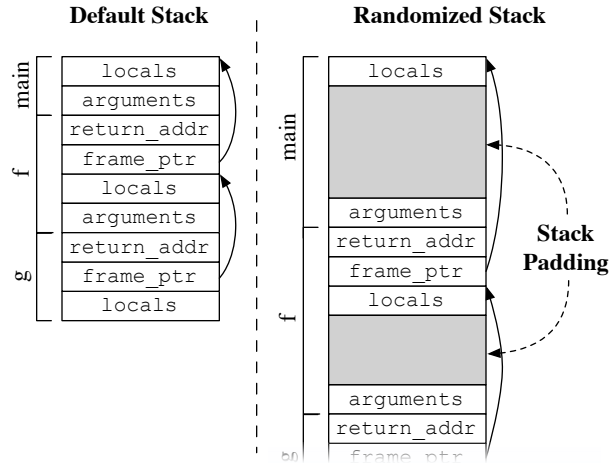 Default Stack
main
locals
arguments
f
return_addr
frame_ptr
locals
arguments
g
return_addr
frame_ptr
locals
Randomized Stack
main
locals
arguments
f
return_addr
frame_ptr
locals
arguments
g
return_addr
frame_ptr
Stack
Padding